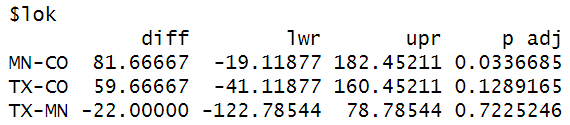 $lok
diff lwr upr p adj
MN-CO 81.66667 -19.11877 182.45211 0.0336685
TX-CO 59.66667 -41.11877 160.45211 0.1289165
TX-MN -22.00000 -122.78544 78.78544 0.7225246